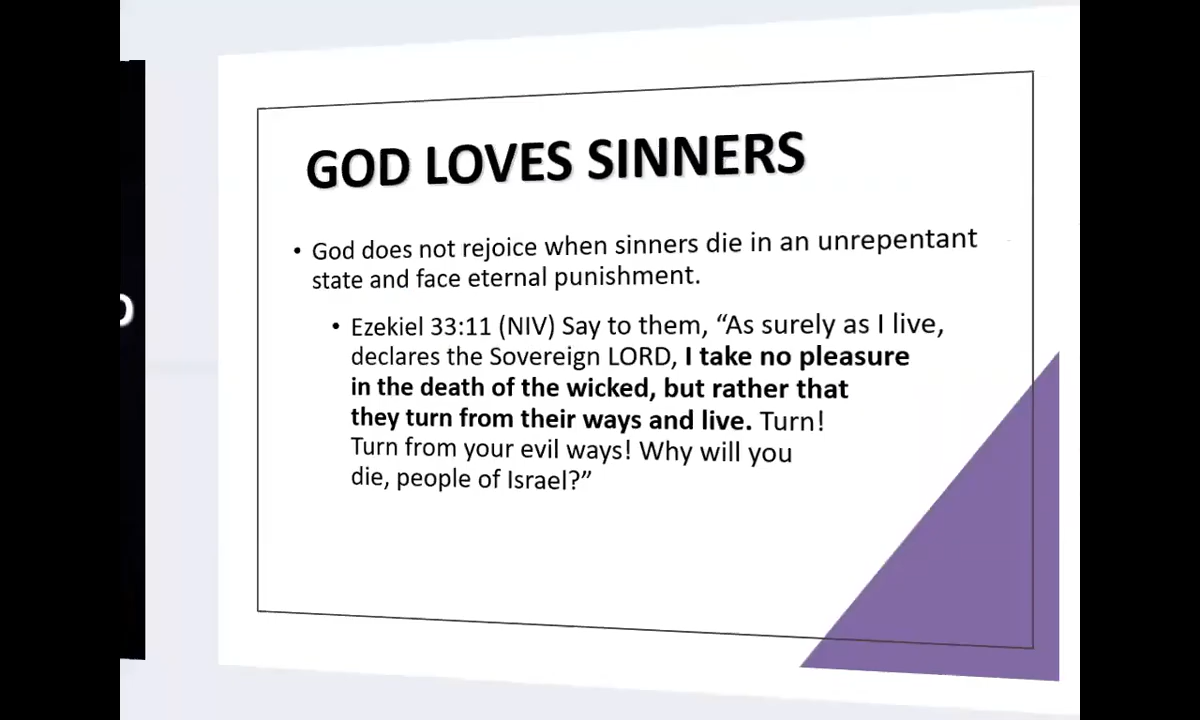 GOD LOVES SINNERS
• God does not rejoice when sinners die in an unrepentant
state and face eternal punishment.
• Ezekiel 33:11 (NIV) Say to them, “As surely as I live,
declares the Sovereign LORD, I take no pleasure
in the death of the wicked, but rather that
they turn from their ways and live. Turn!
Turn from your evil ways! Why will you
die, people of Israel?”